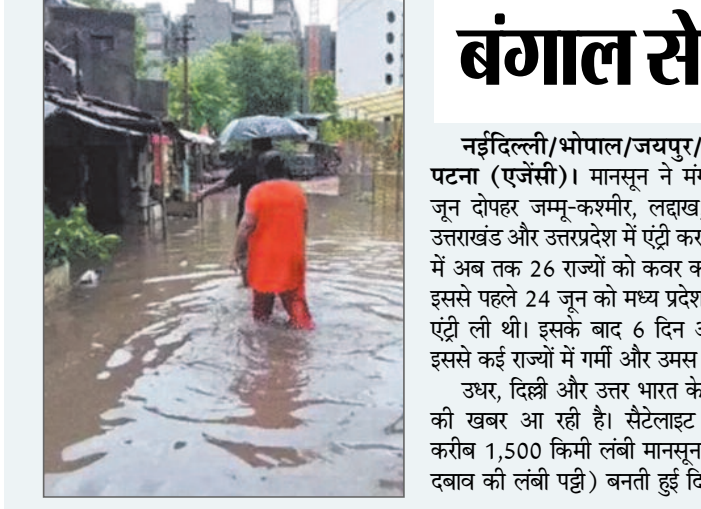 बंगाल से
नईदिल्ली/भोपाल/जयपुर/
पटना (एजेंसी)। मानसून ने
जून दोपहर जम्मू-कश्मीर, लद्दाख,
उत्तराखंड और उत्तरप्रदेश में एंट्री
में अब तक 26 राज्यों को कवर
इससे पहले 24 जून को मध्य प्रदेश
एंट्री ली थी। इसके बाद 6 दिन
इससे कई राज्यों में गर्मी और उमस
उधर, दिल्ली और उत्तर भारत के
की खबर आ रही है। सैटेलाइट
करीब 1,500 किमी लंबी मानसून
दबाव की लंबी पट्टी) बनती हुई